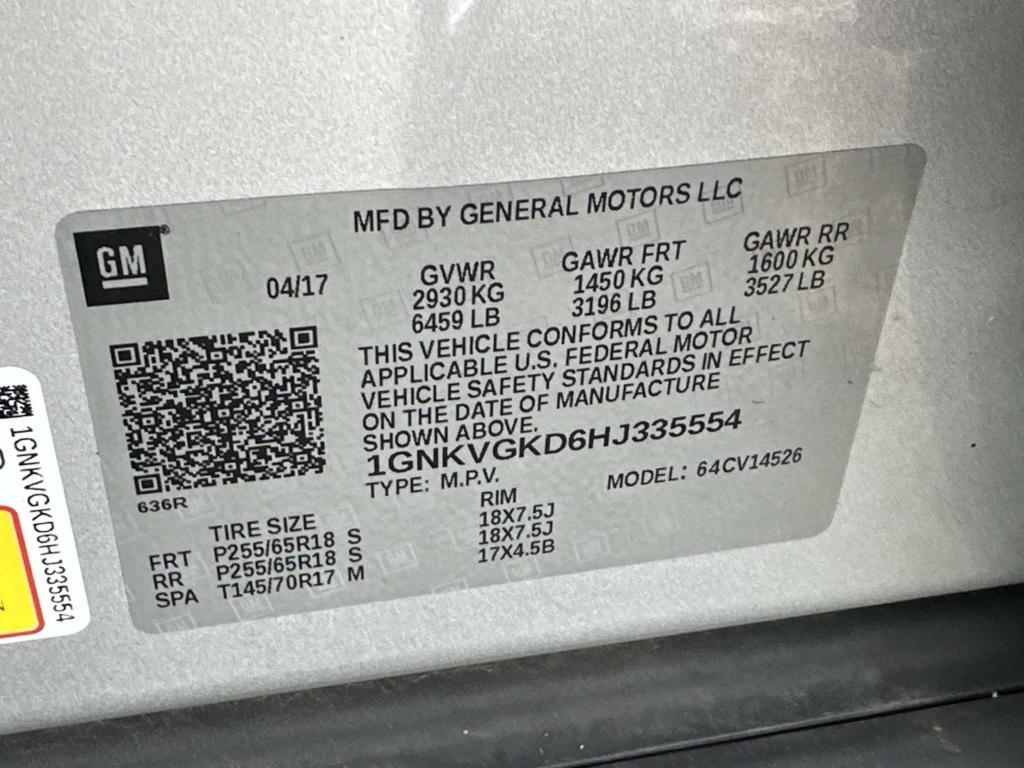 MFD BY GENERAL MOTORS LLC
GM®
04/17
GVWR GAWR FRT GAWR RR
2930 KG 1450 KG 1600 KG
6459 LB 3196 LB 3527 LB
THIS VEHICLE CONFORMS TO ALL
APPLICABLE U.S. FEDERAL MOTOR
VEHICLE SAFETY STANDARDS IN EFFECT
ON THE DATE OF MANUFACTURE
SHOWN ABOVE.
1GNKVGKD6HJ335554
TYPE: M.P.V. MODEL: 64CV14526
636R
TIRE SIZE RIM
FRT P255/65R18 S 18X7.5J
RR P255/65R18 S 18X7.5J
SPA T145/70R17 M 17X4.5B
1GNKVGKD6HJ335554